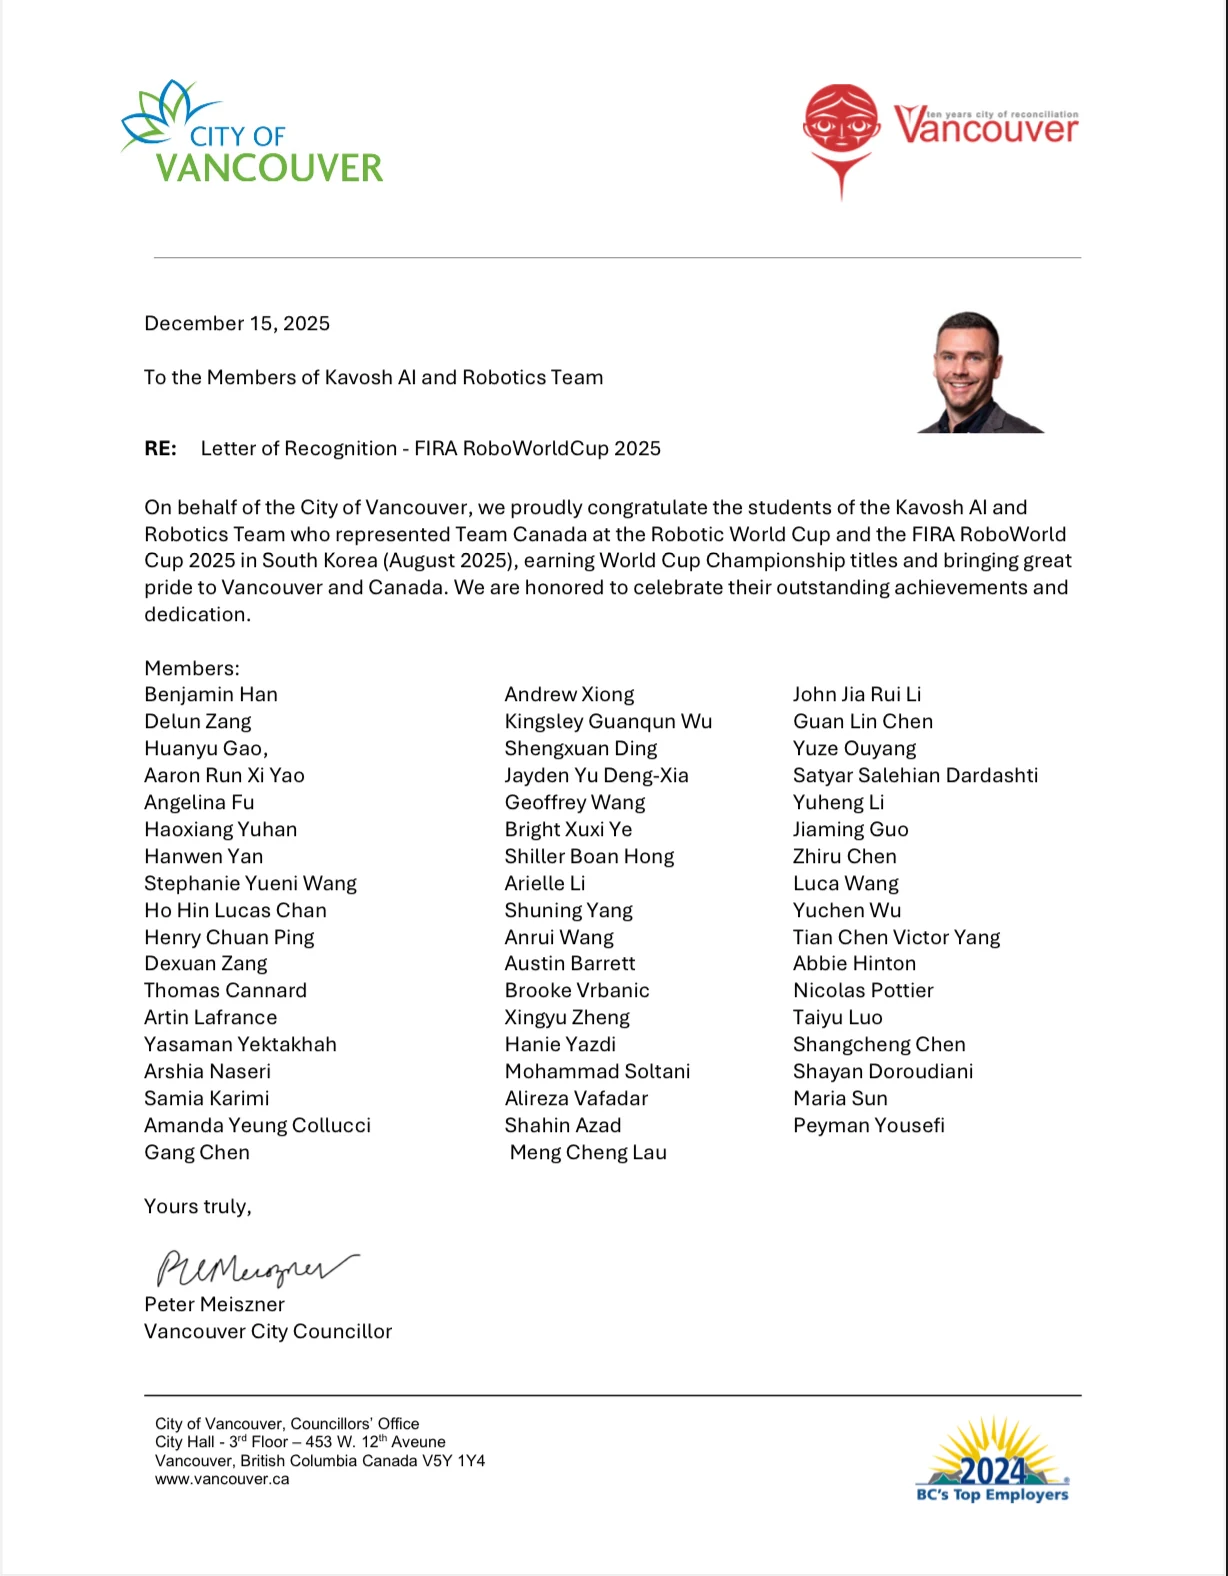 CITY OF
VANCOUVER
ten years city of reconciliation
Vancouver
December 15, 2025
To the Members of Kavosh AI and Robotics Team
RE: Letter of Recognition - FIRA RoboWorldCup 2025
On behalf of the City of Vancouver, we proudly congratulate the students of the Kavosh AI and
Robotics Team who represented Team Canada at the Robotic World Cup and the FIRA RoboWorld
Cup 2025 in South Korea (August 2025), earning World Cup Championship titles and bringing great
pride to Vancouver and Canada. We are honored to celebrate their outstanding achievements and
dedication.
Members:
Benjamin Han Andrew Xiong John Jia Rui Li
Delun Zang Kingsley Guanqun Wu Guan Lin Chen
Huanyu Gao, Shengxuan Ding Yuze Ouyang
Aaron Run Xi Yao Jayden Yu Deng-Xia Satyar Salehian Dardashti
Angelina Fu Geoffrey Wang Yuheng Li
Haoxiang Yuhan Bright Xuxi Ye Jiaming Guo
Hanwen Yan Shiller Boan Hong Zhiru Chen
Stephanie Yueni Wang Arielle Li Luca Wang
Ho Hin Lucas Chan Shuning Yang Yuchen Wu
Henry Chuan Ping Anrui Wang Tian Chen Victor Yang
Dexuan Zang Austin Barrett Abbie Hinton
Thomas Cannard Brooke Vrbanic Nicolas Pottier
Artin Lafrance Xingyu Zheng Taiyu Luo
Yasaman Yektakhah Hanie Yazdi Shangcheng Chen
Arshia Naseri Mohammad Soltani Shayan Doroudiani
Samia Karimi Alireza Vafadar Maria Sun
Amanda Yeung Collucci Shahin Azad Peyman Yousefi
Gang Chen Meng Cheng Lau
Yours truly,
PWMeiszner
Peter Meiszner
Vancouver City Councillor
City of Vancouver, Councillors' Office
City Hall - 3rd Floor – 453 W. 12th Aveune
Vancouver, British Columbia Canada V5Y 1Y4
www.vancouver.ca
2024
BC's Top Employers